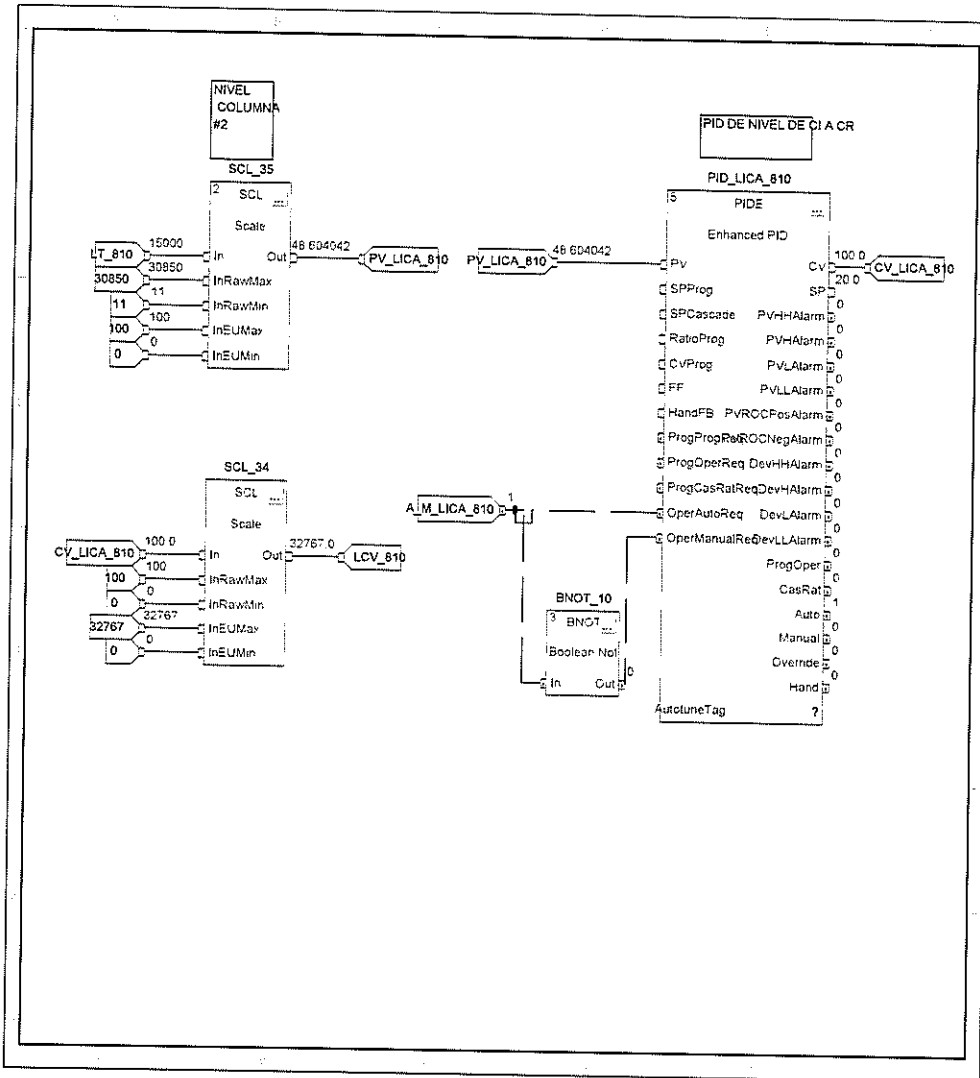 NIVEL
COLUMNA
#2
SCL_35
2
SCL
...
Scale
LT_810
15000
In
Out
48.604042
PV_LICA_810
30850
30850
InRawMax
11
11
InRawMin
100
100
InEUMax
0
0
InEUMin
PID DE NIVEL DE CI A CR
PID_LICA_810
5
PIDE
...
Enhanced PID
PV_LICA_810
48.604042
PV
CV
100.0
CV_LICA_810
SPProg
SP
20.0
SPCascade
PVHHAlarm
0
RatioProg
PVHAlarm
0
CVProg
PVLAlarm
0
FF
PVLLAlarm
0
HandFB
PVROCPosAlarm
0
ProgProgReq
PVROCNegAlarm
0
ProgOperReq
DevHHAlarm
0
ProgCasRatReq
DevHAlarm
0
A_M_LICA_810
1
OperAutoReq
DevLAlarm
0
OperManualReq
DevLLAlarm
0
ProgOper
0
CasRat
0
Auto
1
Manual
0
Override
0
Hand
0
AutotuneTag
?
SCL_34
1
SCL
...
Scale
CV_LICA_810
100.0
In
Out
32767.0
LCV_810
100
100
InRawMax
0
0
InRawMin
32767
32767
InEUMax
0
0
InEUMin
BNOT_10
3
BNOT
...
Boolean Not
In
Out
0